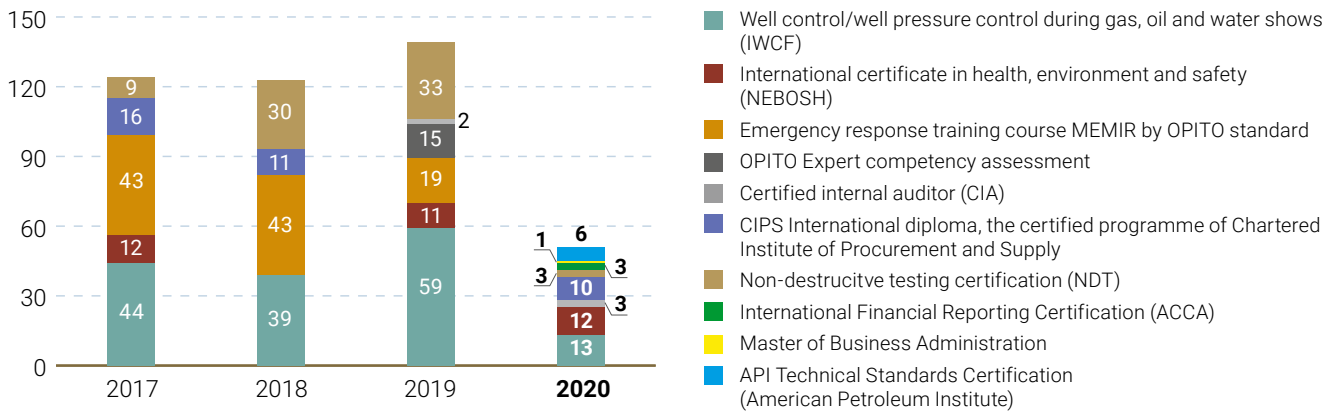 150
120
90
60
30
0
9
16
43
12
44
30
11
43
39
33
2
15
19
11
59
6
1
3
3
10
3
12
13
2017
2018
2019
2020
Well control/well pressure control during gas, oil and water shows
(IWCF)
International certificate in health, environment and safety
(NEBOSH)
Emergency response training course MEMIR by OPITO standard
OPITO Expert competency assessment
Certified internal auditor (CIA)
CIPS International diploma, the certified programme of Chartered
Institute of Procurement and Supply
Non-destrucitve testing certification (NDT)
International Financial Reporting Certification (ACCA)
Master of Business Administration
API Technical Standards Certification
(American Petroleum Institute)